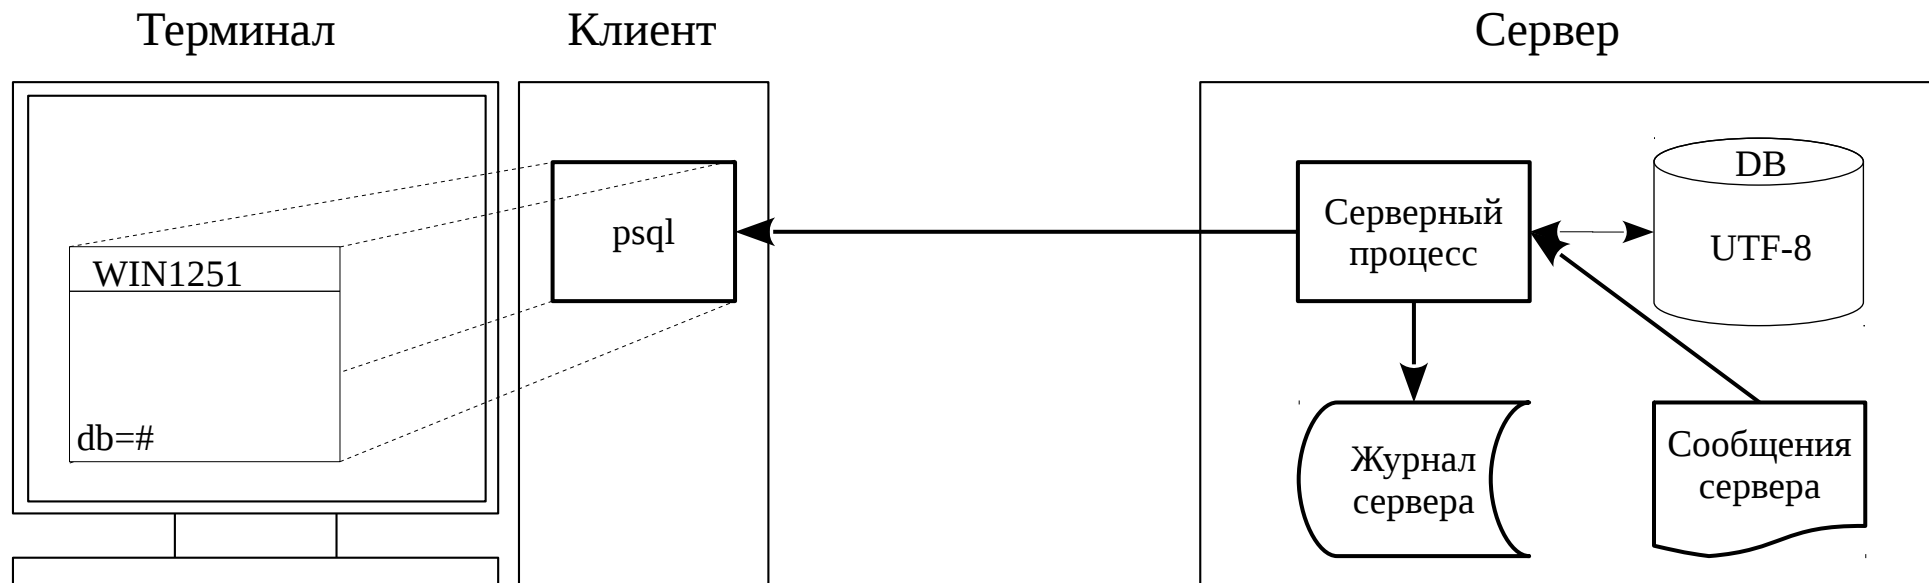 Терминал
Клиент
Сервер
WIN1251
db=#
psql
Серверный
процесс
DB
UTF-8
Журнал
сервера
Сообщения
сервера